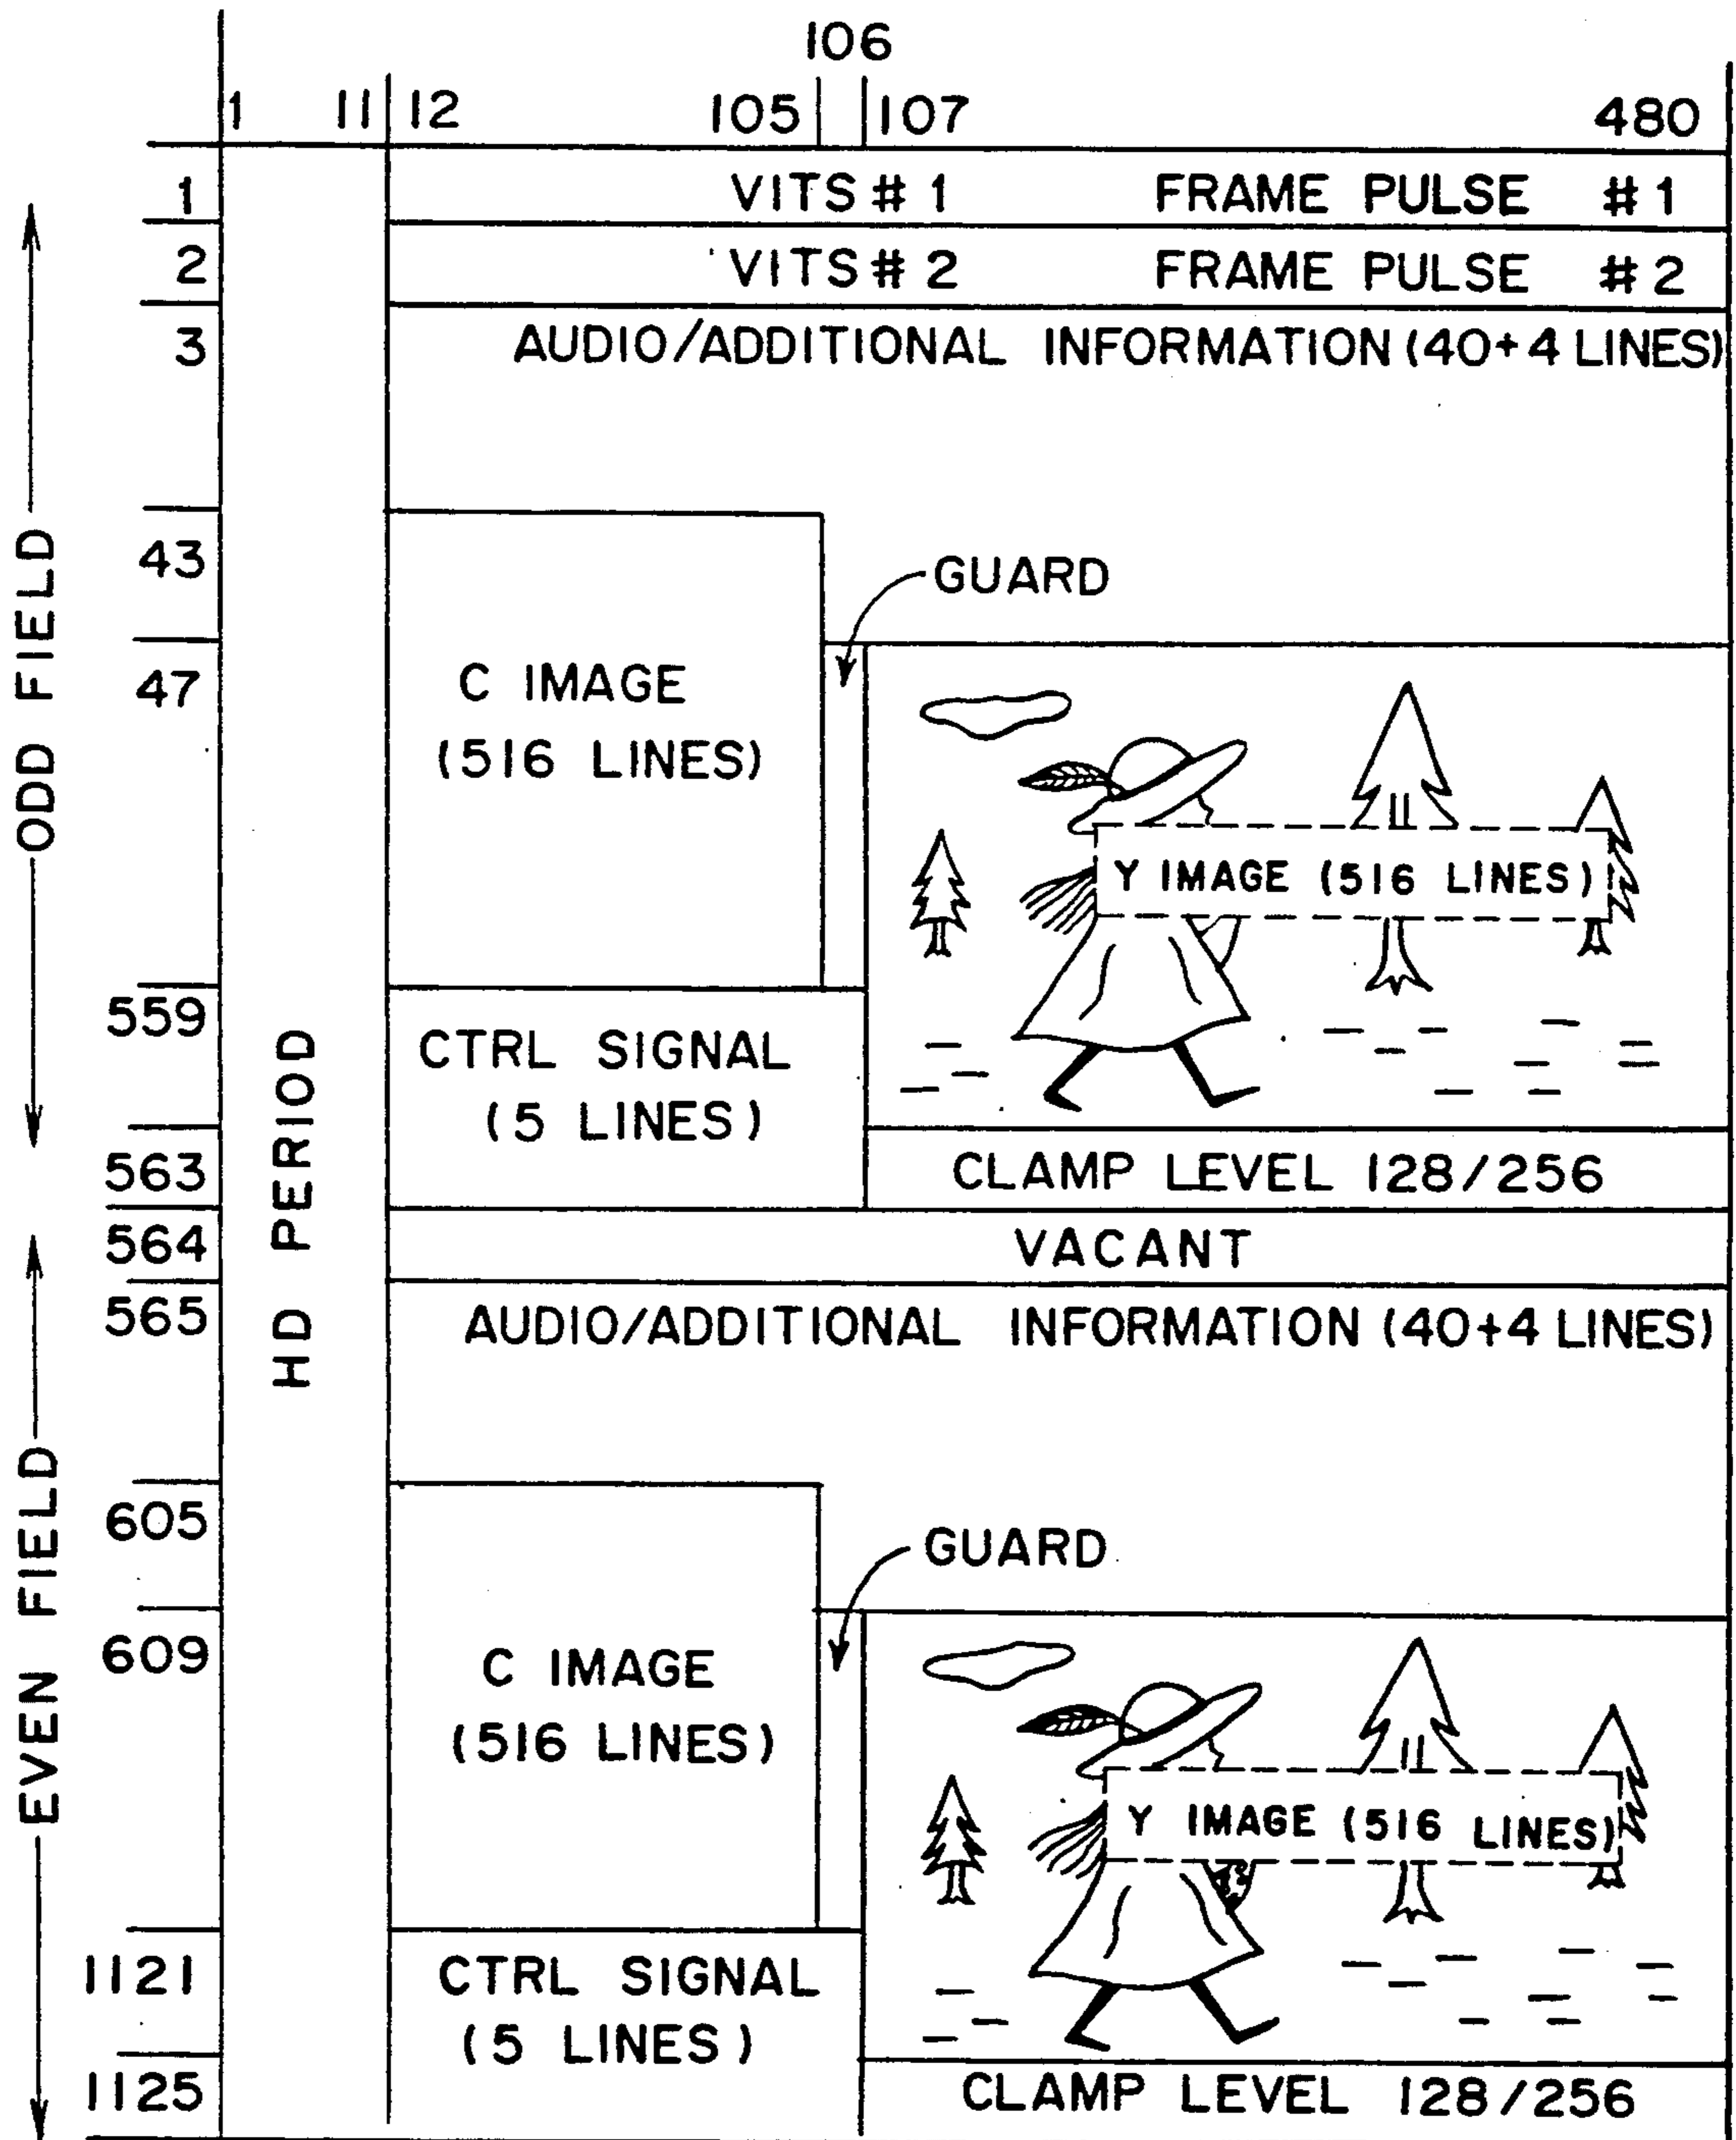 106
1 11 12 105 107 480
1 VITS # 1 FRAME PULSE # 1
2 VITS # 2 FRAME PULSE # 2
3 AUDIO/ADDITIONAL INFORMATION (40+4 LINES)
ODD FIELD
43
GUARD
47
C IMAGE
(516 LINES)
Y IMAGE (516 LINES)
559
CTRL SIGNAL
(5 LINES)
HD PERIOD
563 CLAMP LEVEL 128/256
564 VACANT
565 AUDIO/ADDITIONAL INFORMATION (40+4 LINES)
EVEN FIELD
605
GUARD
609
C IMAGE
(516 LINES)
Y IMAGE (516 LINES)
1121
CTRL SIGNAL
(5 LINES)
1125 CLAMP LEVEL 128/256